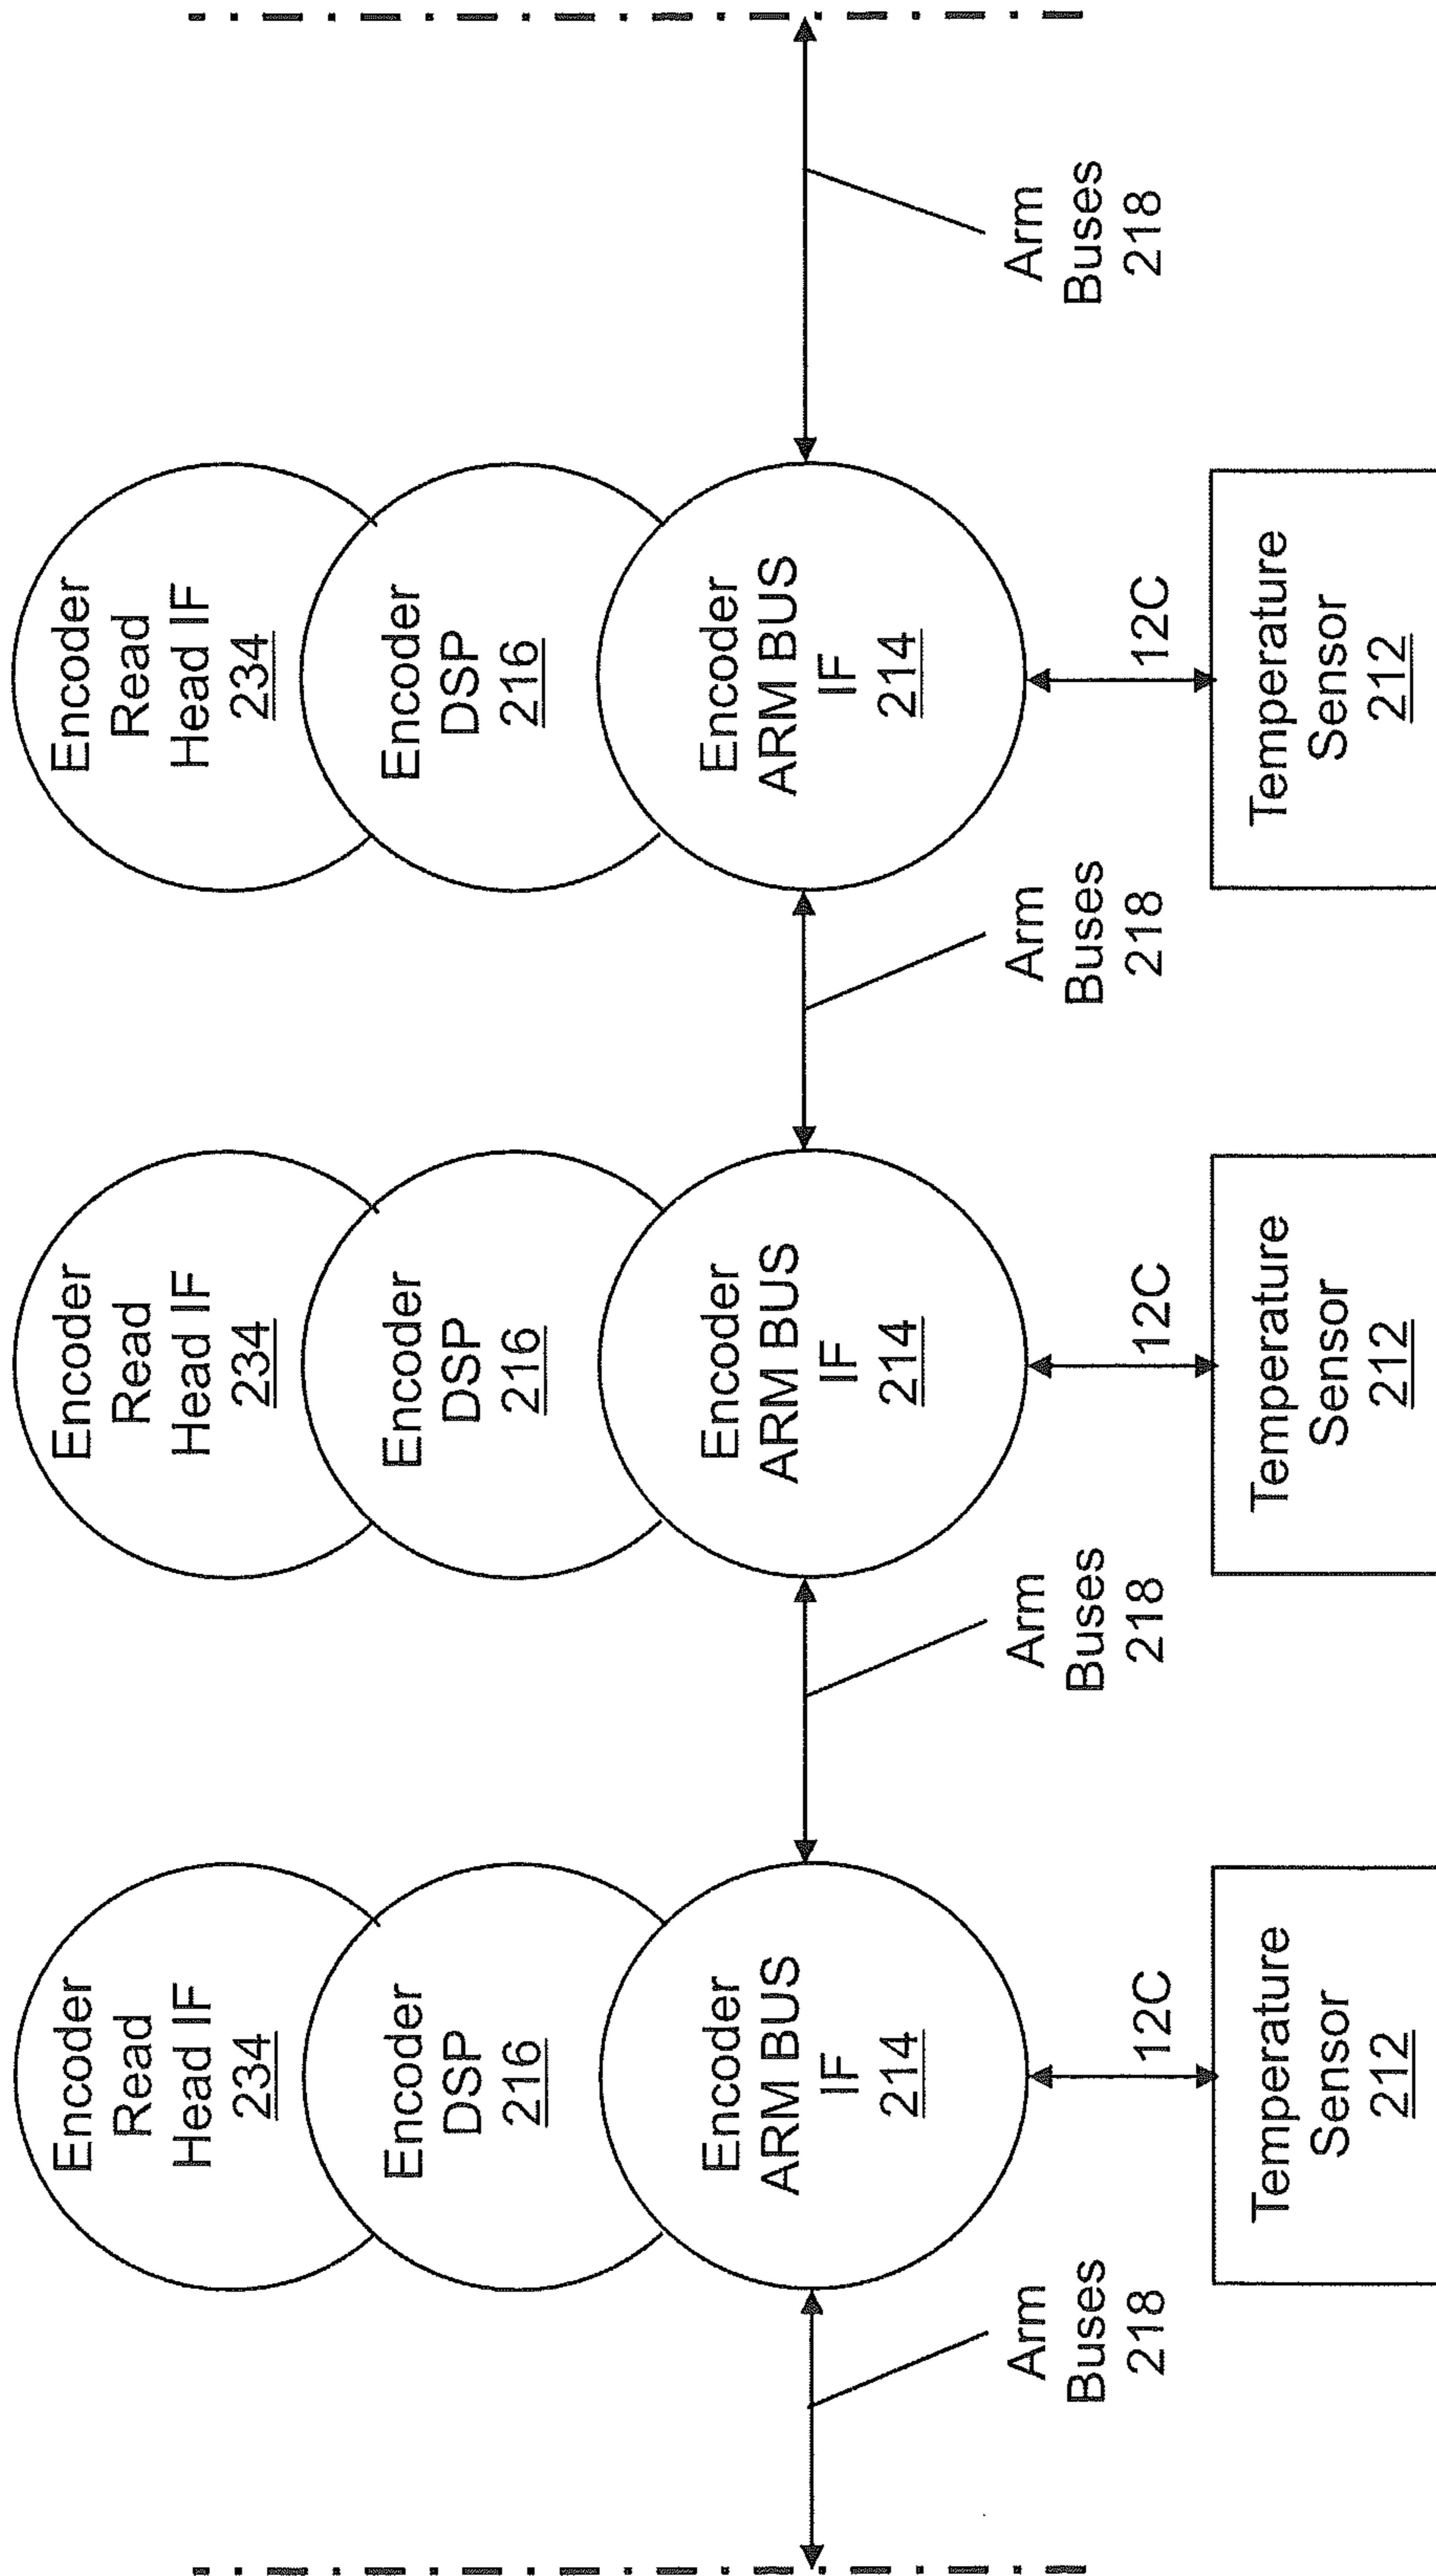 Encoder
Read
Head IF
234
Encoder
DSP
216
Encoder
ARM BUS
IF
214
12C
Temperature
Sensor
212
Arm
Buses
218
Encoder
Read
Head IF
234
Encoder
DSP
216
Encoder
ARM BUS
IF
214
12C
Temperature
Sensor
212
Arm
Buses
218
Encoder
Read
Head IF
234
Encoder
DSP
216
Encoder
ARM BUS
IF
214
12C
Temperature
Sensor
212
Arm
Buses
218
Arm
Buses
218